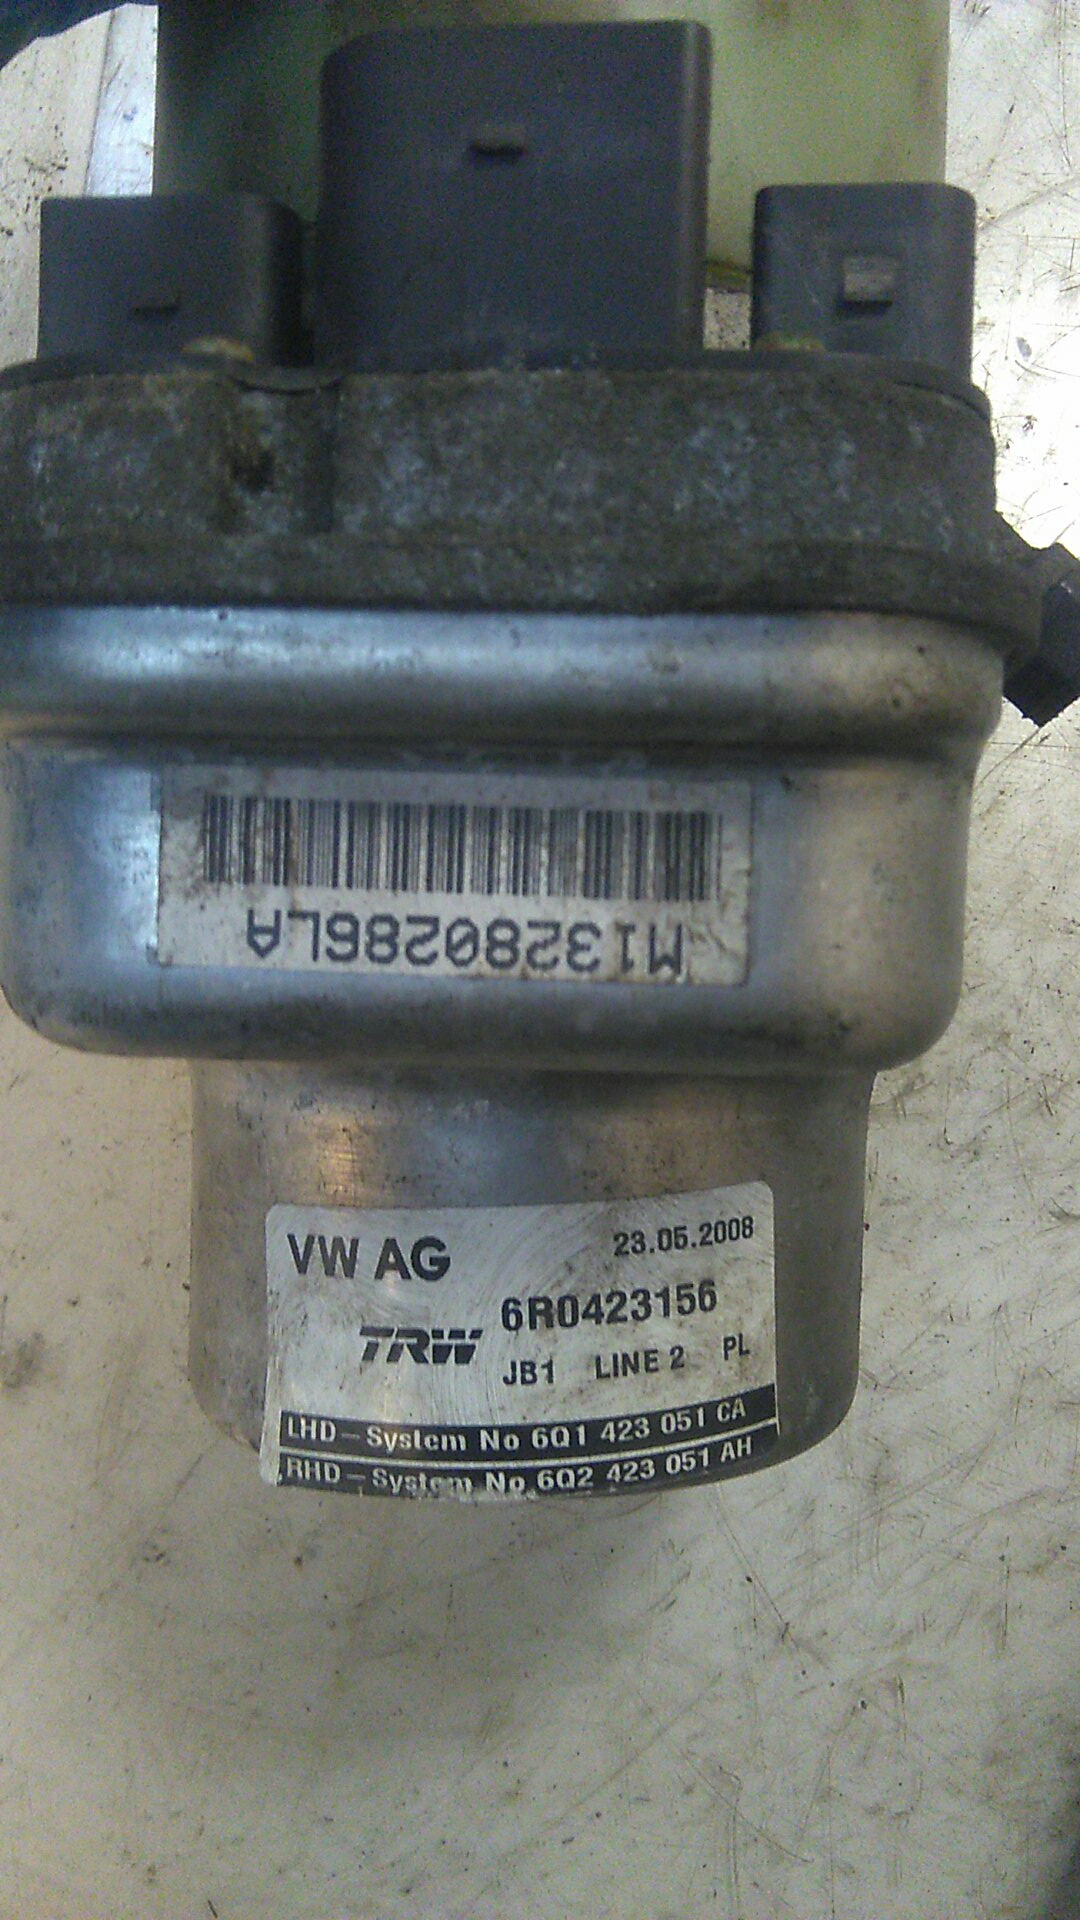 M13280286LA
VW AG 23.05.2008
6R0423156
TRW
JB1 LINE 2 PL
LHD - System No 6Q1 423 051 CA
RHD - System No 6Q2 423 051 AH